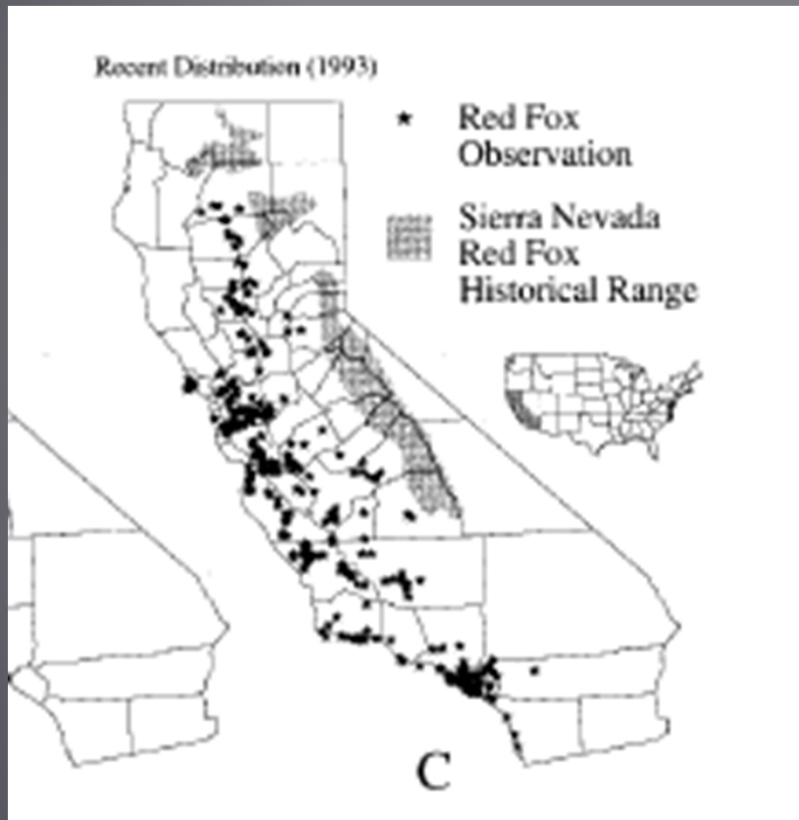 Recent Distribution (1993)
Red Fox
Observation
Sierra Nevada
Red Fox
Historical Range
C